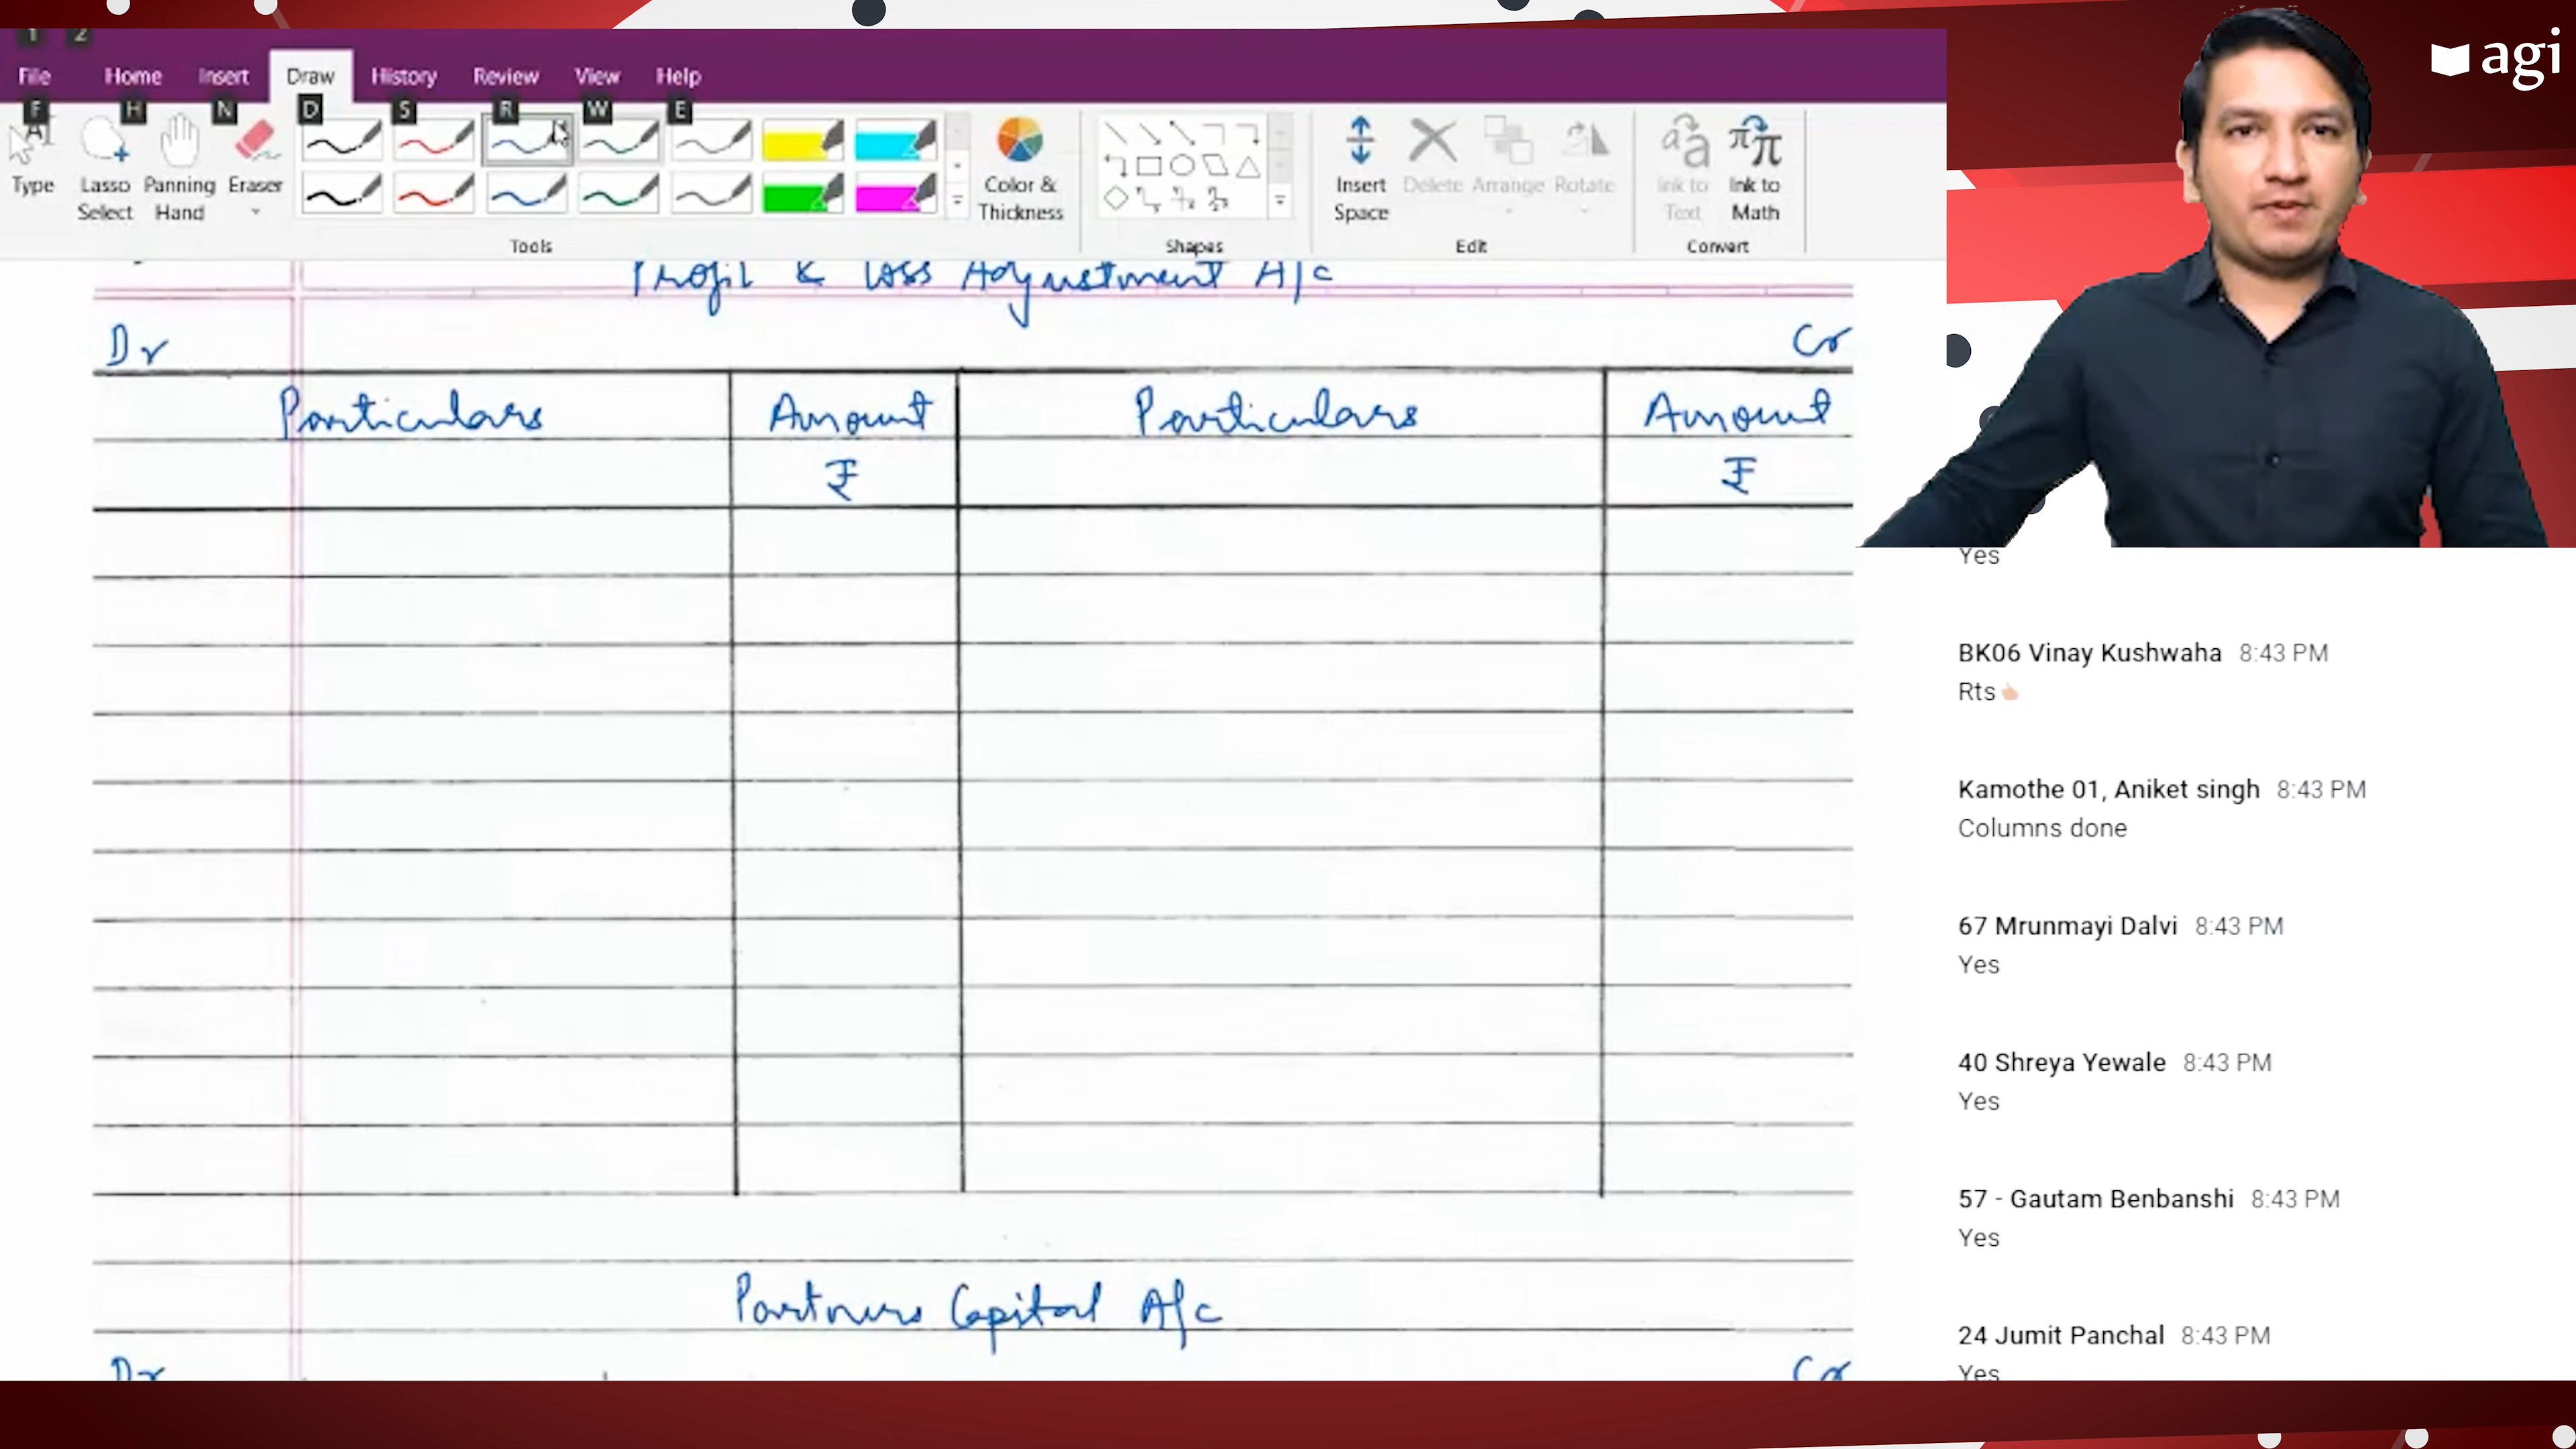 1 2
File Home Insert Draw History Review View Help
F H N D S R W E
Type
Lasso Select
Panning Hand
Eraser
Color & Thickness
Insert Space
Delete Arrange Rotate
Ink to Text
Ink to Math
Tools Shapes Edit Convert
agi
Profit & Loss Adjustment A/c
Dr Cr
Particulars Amount Particulars Amount
₹ ₹
Partners Capital A/c
Dr Cr
Yes
BK06 Vinay Kushwaha 8:43 PM
Rts
Kamothe 01, Aniket singh 8:43 PM
Columns done
67 Mrunmayi Dalvi 8:43 PM
Yes
40 Shreya Yewale 8:43 PM
Yes
57 - Gautam Benbanshi 8:43 PM
Yes
24 Jumit Panchal 8:43 PM
Yes